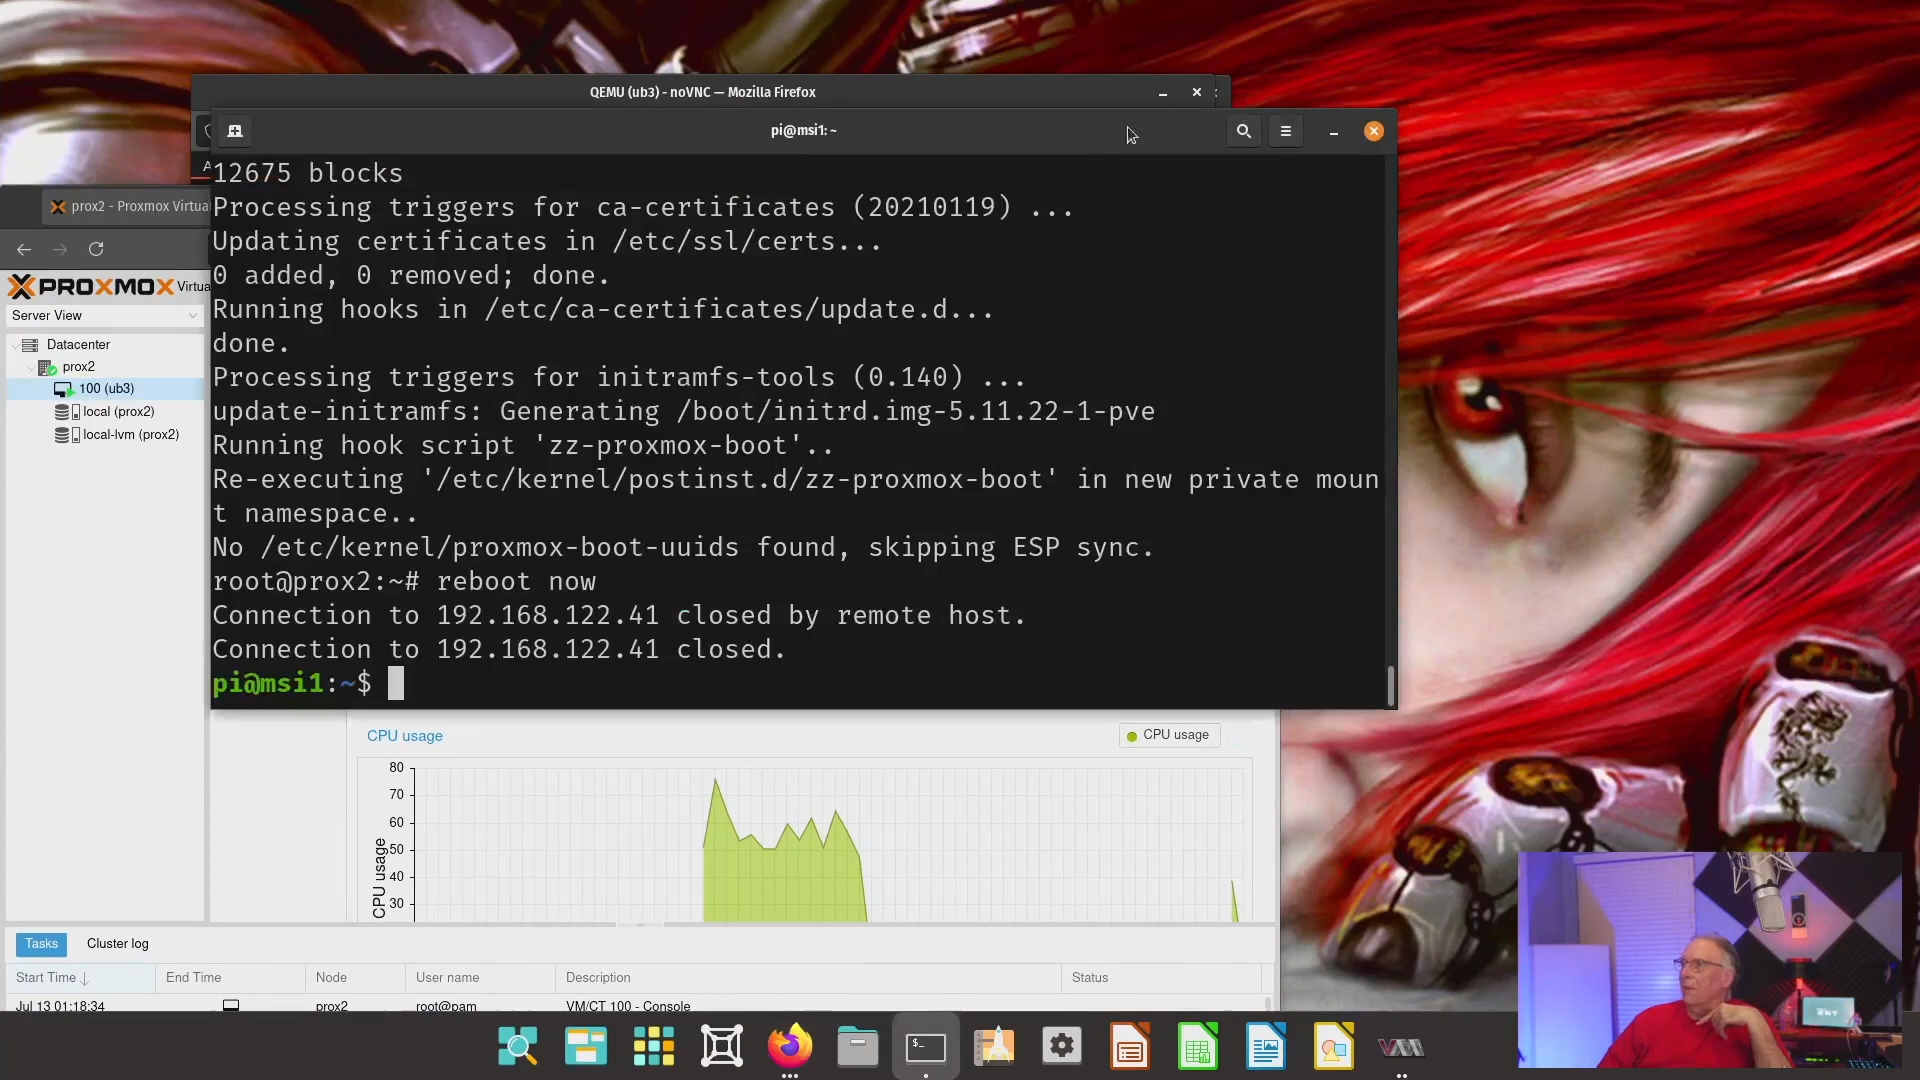 QEMU (ub3) - noVNC — Mozilla Firefox
pi@msi1: ~
12675 blocks
Processing triggers for ca-certificates (20210119) ...
Updating certificates in /etc/ssl/certs...
0 added, 0 removed; done.
Running hooks in /etc/ca-certificates/update.d...
done.
Processing triggers for initramfs-tools (0.140) ...
update-initramfs: Generating /boot/initrd.img-5.11.22-1-pve
Running hook script 'zz-proxmox-boot'..
Re-executing '/etc/kernel/postinst.d/zz-proxmox-boot' in new private moun
t namespace..
No /etc/kernel/proxmox-boot-uuids found, skipping ESP sync.
root@prox2:~# reboot now
Connection to 192.168.122.41 closed by remote host.
Connection to 192.168.122.41 closed.
pi@msi1:~$
prox2 - Proxmox Virtua
PROXMOX Virtua
Server View
Datacenter
prox2
100 (ub3)
local (prox2)
local-lvm (prox2)
CPU usage
CPU usage
80
70
60
50
40
30
CPU usage
Tasks
Cluster log
Start Time
End Time
Node
User name
Description
Status
Jul 13 01:18:34
prox2
root@pam
VM/CT 100 - Console